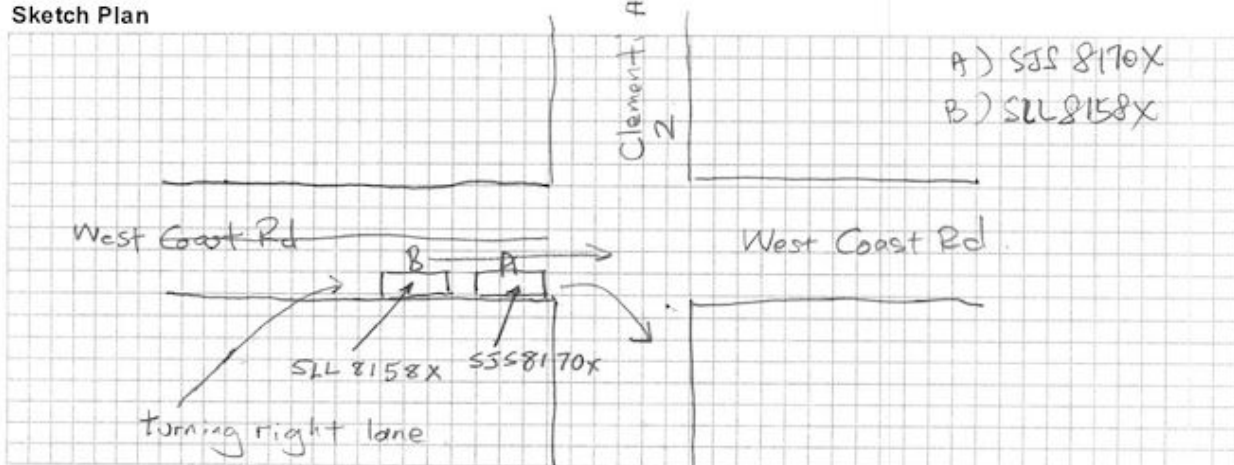 Sketch Plan
Clementi A
2
A) SJS 8170X
B) SLL8158X
West Coast Rd
West Coast Rd.
B
A
SLL 8158X
SJS8170X
turning right lane